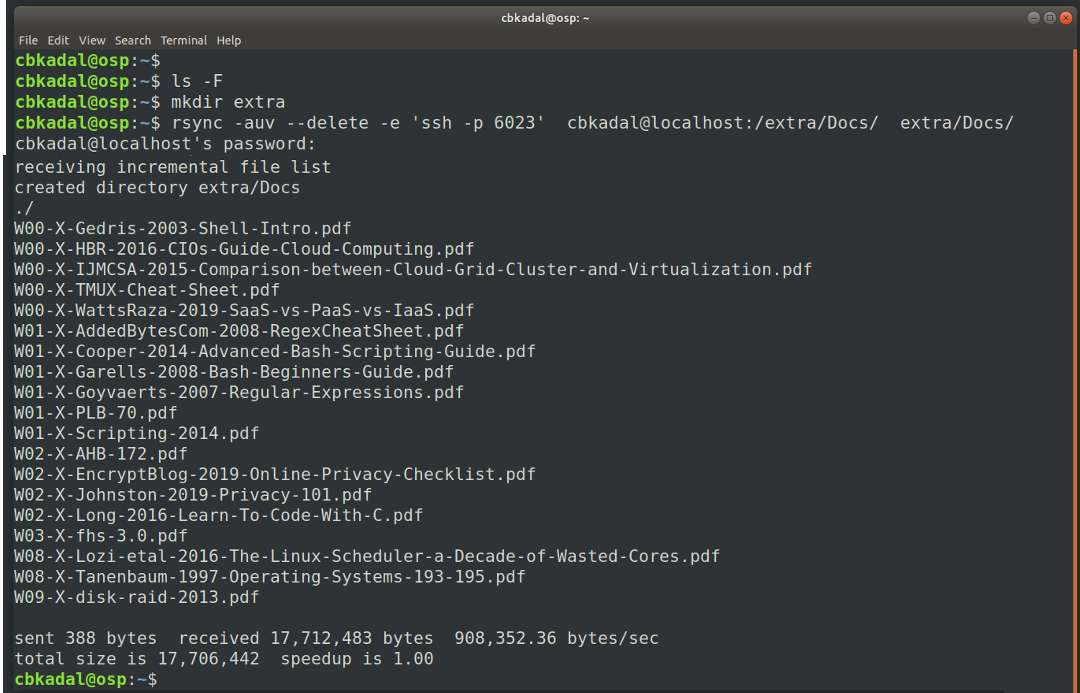 cbkadal@osp: ~
File Edit View Search Terminal Help
cbkadal@osp:~$
cbkadal@osp:~$ ls -F
cbkadal@osp:~$ mkdir extra
cbkadal@osp:~$ rsync -auv --delete -e 'ssh -p 6023'  cbkadal@localhost:/extra/Docs/  extra/Docs/
cbkadal@localhost's password:
receiving incremental file list
created directory extra/Docs
./
W00-X-Gedris-2003-Shell-Intro.pdf
W00-X-HBR-2016-CIOs-Guide-Cloud-Computing.pdf
W00-X-IJMCSA-2015-Comparison-between-Cloud-Grid-Cluster-and-Virtualization.pdf
W00-X-TMUX-Cheat-Sheet.pdf
W00-X-WattsRaza-2019-SaaS-vs-PaaS-vs-IaaS.pdf
W01-X-AddedBytesCom-2008-RegexCheatSheet.pdf
W01-X-Cooper-2014-Advanced-Bash-Scripting-Guide.pdf
W01-X-Garells-2008-Bash-Beginners-Guide.pdf
W01-X-Goyvaerts-2007-Regular-Expressions.pdf
W01-X-PLB-70.pdf
W01-X-Scripting-2014.pdf
W02-X-AHB-172.pdf
W02-X-EncryptBlog-2019-Online-Privacy-Checklist.pdf
W02-X-Johnston-2019-Privacy-101.pdf
W02-X-Long-2016-Learn-To-Code-With-C.pdf
W03-X-fhs-3.0.pdf
W08-X-Lozi-etal-2016-The-Linux-Scheduler-a-Decade-of-Wasted-Cores.pdf
W08-X-Tanenbaum-1997-Operating-Systems-193-195.pdf
W09-X-disk-raid-2013.pdf
sent 388 bytes  received 17,712,483 bytes  908,352.36 bytes/sec
total size is 17,706,442  speedup is 1.00
cbkadal@osp:~$